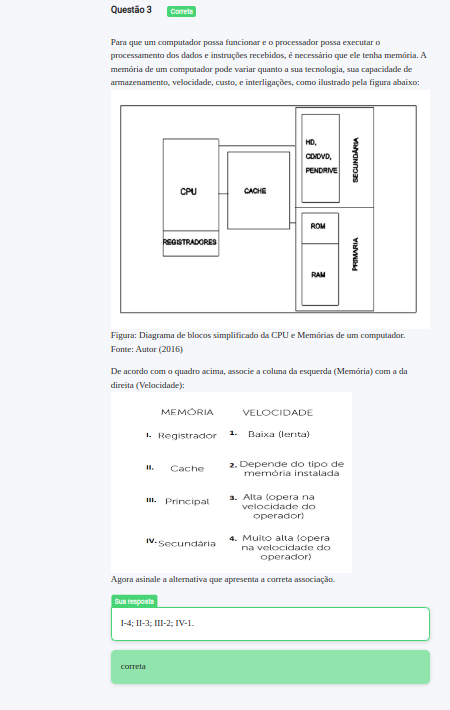 Questão 3 Correta
Para que um computador possa funcionar e o processador possa executar o
processamento dos dados e instruções recebidos, é necessário que ele tenha memória. A
memória de um computador pode variar quanto a sua tecnologia, sua capacidade de
armazenamento, velocidade, custo, e interligações, como ilustrado pela figura abaixo:
CPU
REGISTRADORES
CACHE
HD,
CD/DVD,
PENDRIVE
SECUNDÁRIA
ROM
RAM
PRIMARIA
Figura: Diagrama de blocos simplificado da CPU e Memórias de um computador.
Fonte: Autor (2016)
De acordo com o quadro acima, associe a coluna da esquerda (Memória) com a da
direita (Velocidade):
MEMÓRIA VELOCIDADE
I. Registrador 1. Baixa (lenta)
II. Cache 2. Depende do tipo de
memória instalada
III. Principal 3. Alta (opera na
velocidade do
operador)
IV. Secundária 4. Muito alta (opera
na velocidade do
operador)
Agora asinale a alternativa que apresenta a correta associação.
Sua resposta
I-4; II-3; III-2; IV-1.
correta